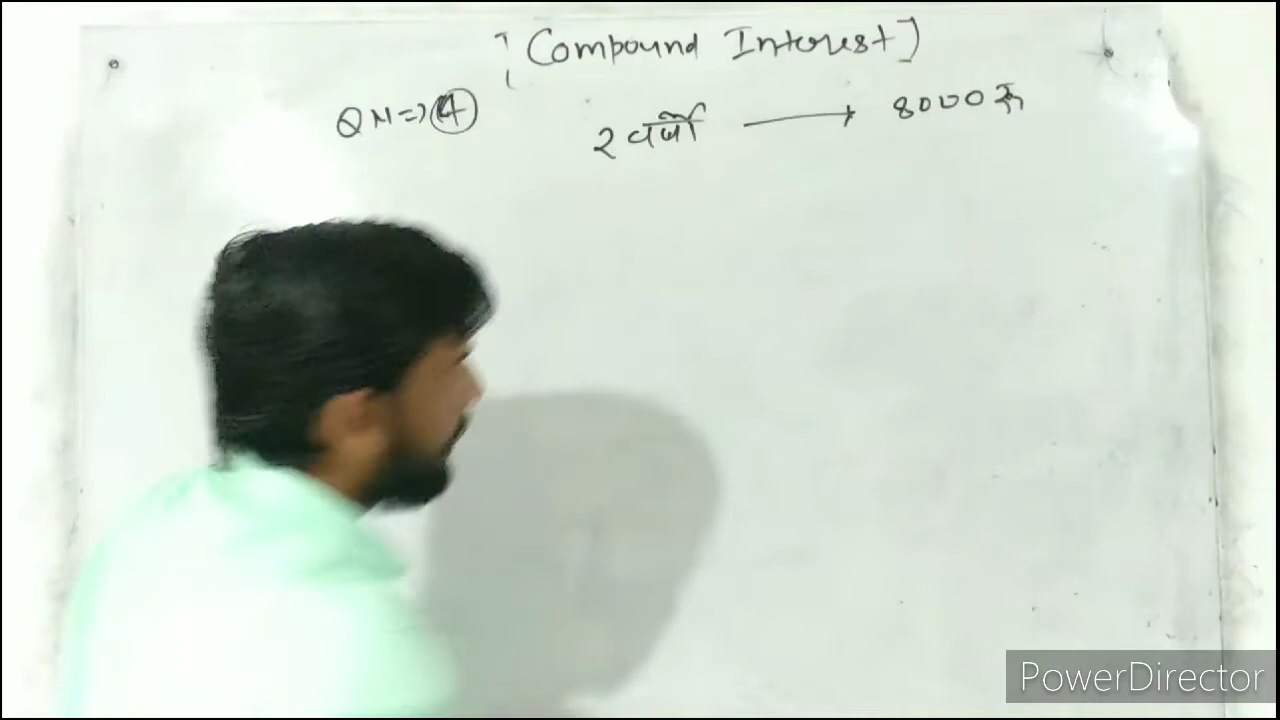 [Compound Interest]
QN=>4 2 वर्षो → 8000 रु
PowerDirector